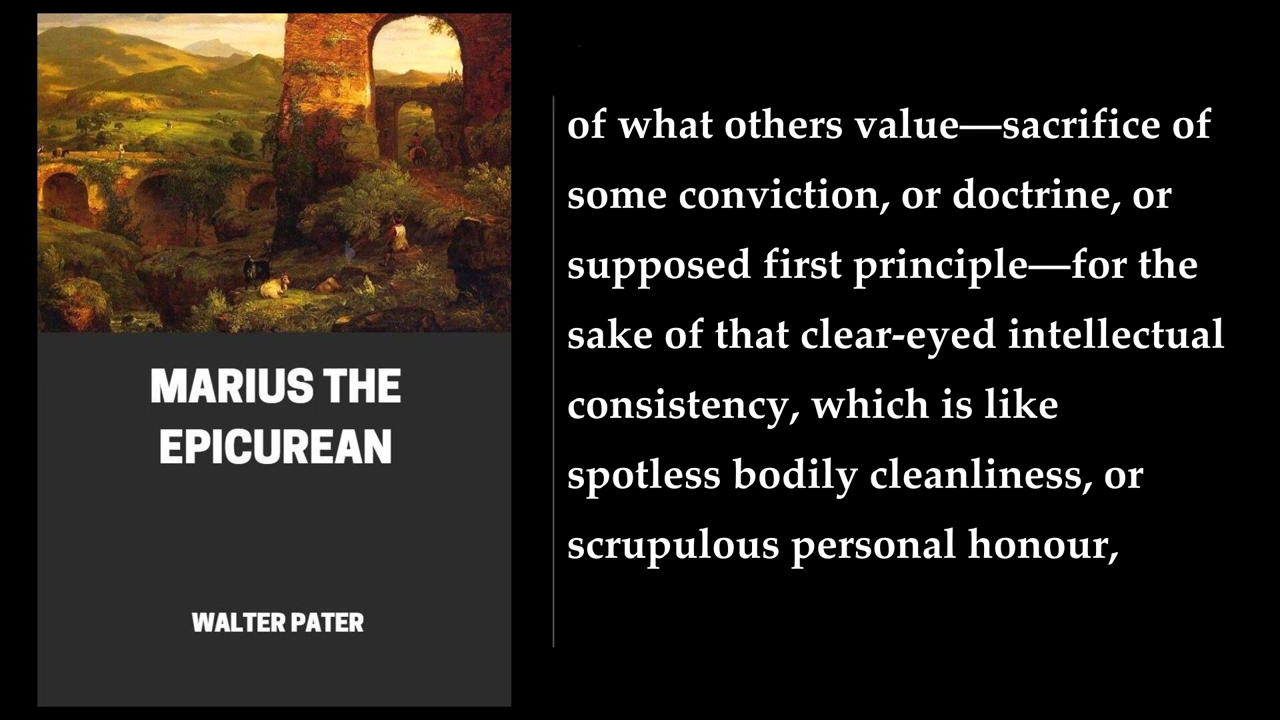 MARIUS THE
EPICUREAN
WALTER PATER
of what others value—sacrifice of
some conviction, or doctrine, or
supposed first principle—for the
sake of that clear-eyed intellectual
consistency, which is like
spotless bodily cleanliness, or
scrupulous personal honour,